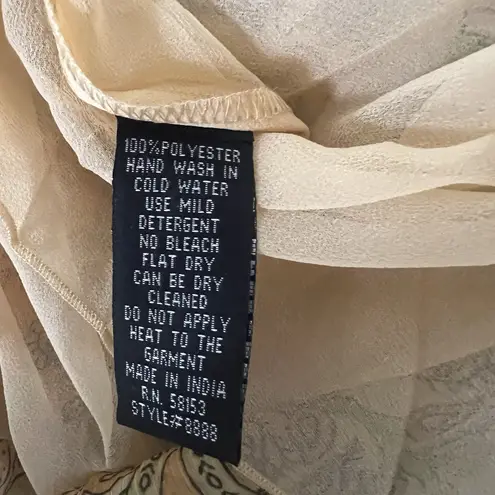 100%POLYESTER
HAND WASH IN
COLD WATER
USE MILD
DETERGENT
NO BLEACH
FLAT DRY
CAN BE DRY
CLEANED
DO NOT APPLY
HEAT TO THE
GARMENT
MADE IN INDIA
R.N. 58153
STYLE#8888